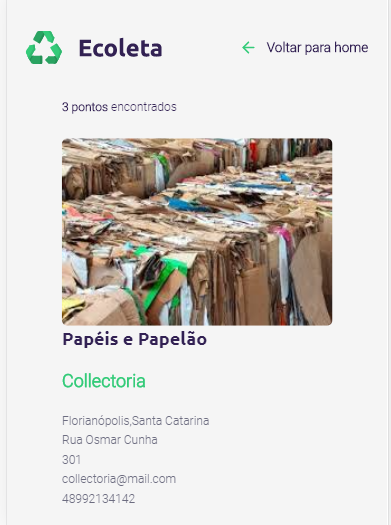 Ecoleta
Voltar para home
3 pontos encontrados
Papéis e Papelão
Collectoria
Florianópolis,Santa Catarina
Rua Osmar Cunha
301
collectoria@mail.com
48992134142